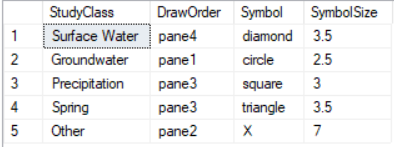 StudyClass DrawOrder Symbol SymbolSize
1 Surface Water pane4 diamond 3.5
2 Groundwater pane1 circle 2.5
3 Precipitation pane3 square 3
4 Spring pane3 triangle 3.5
5 Other pane2 X 7